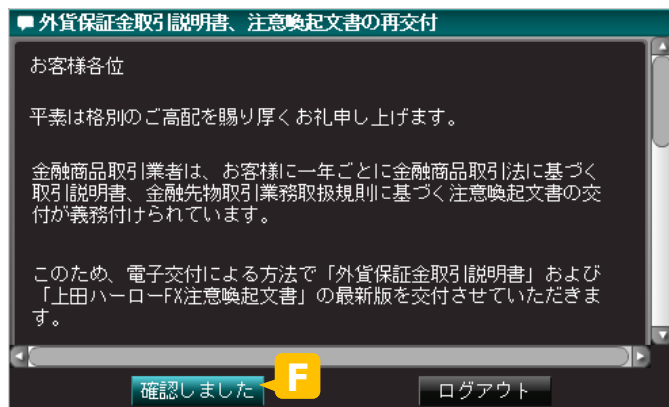 外貨保証金取引説明書、注意喚起文書の再交付
お客様各位
平素は格別のご高配を賜り厚くお礼申し上げます。
金融商品取引業者は、お客様に一年ごとに金融商品取引法に基づく
取引説明書、金融先物取引業務取扱規則に基づく注意喚起文書の交
付が義務付けられています。
このため、電子交付による方法で「外貨保証金取引説明書」および
「上田ハーローFX注意喚起文書」の最新版を交付させていただきま
す。
確認しました F ログアウト